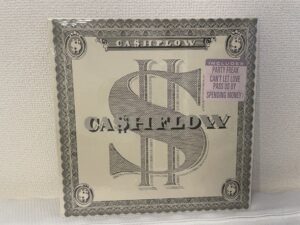 CA$HFLOW
INCLUDES
PARTY FREAK
CAN'T LET LOVE
PASS US BY
SPENDING MONEY
$
CA$HFLOW
$
$